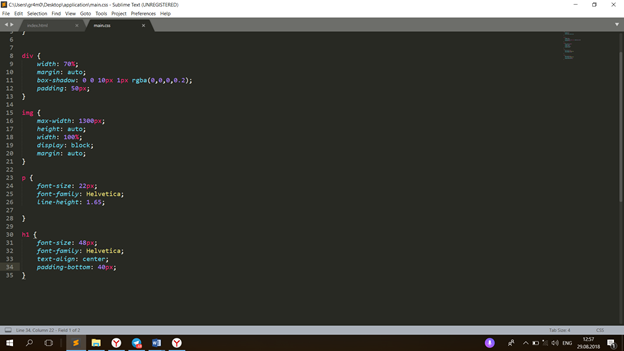 C:\Users\gr4m0\Desktop\application\main.css - Sublime Text (UNREGISTERED)
File Edit Selection Find View Goto Tools Project Preferences Help
index.html
main.css
5 }
6
7
8 div {
9 width: 70%;
10 margin: auto;
11 box-shadow: 0 0 10px 1px rgba(0,0,0,0.2);
12 padding: 50px;
13 }
14
15 img {
16 max-width: 1300px;
17 height: auto;
18 width: 100%;
19 display: block;
20 margin: auto;
21 }
22
23 p {
24 font-size: 22px;
25 font-family: Helvetica;
26 line-height: 1.65;
27
28 }
29
30 h1 {
31 font-size: 48px;
32 font-family: Helvetica;
33 text-align: center;
34 padding-bottom: 40px;
35 }
Line 34, Column 22 - Field 1 of 2
Tab Size: 4
CSS
ENG
12:57
29.08.2018